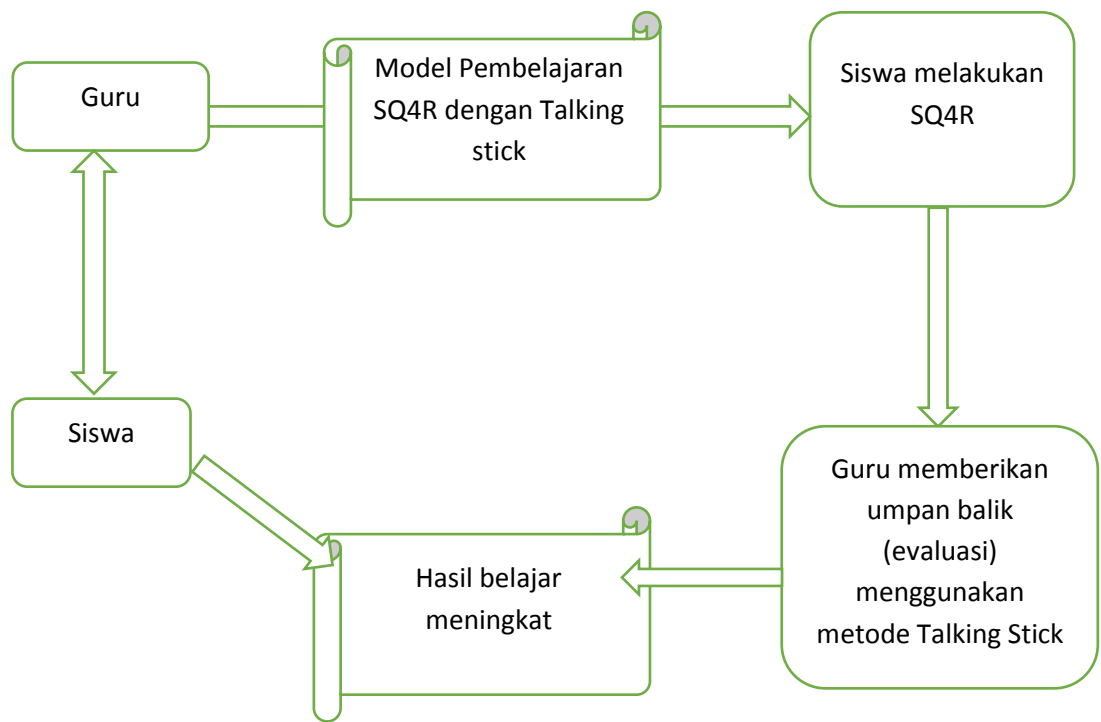 Guru
Model Pembelajaran
SQ4R dengan Talking
stick
Siswa melakukan
SQ4R
Siswa
Guru memberikan
umpan balik
(evaluasi)
menggunakan
metode Talking Stick
Hasil belajar
meningkat